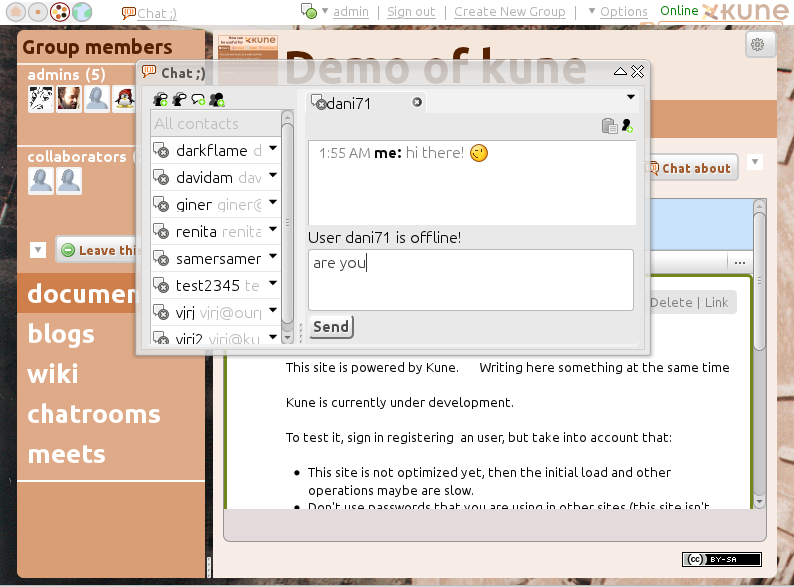 Chat ;)
admin | Sign out | Create New Group | Options Online kune
Group members
admins (5)
collaborators
Leave thi
documen
blogs
wiki
chatrooms
meets
Demo of kune
Chat about
...
Delete | Link
Chat ;)
All contacts
darkflame d
davidam dav
giner giner@
renita renita
samersamer
test2345 te
vjrj vjrj@ourp
vjrj2 vjrj@ku
dani71
1:55 AM me: hi there!
User dani71 is offline!
are you
Send
This site is powered by Kune. Writing here something at the same time
Kune is currently under development.
To test it, sign in registering an user, but take into account that:
This site is not optimized yet, then the initial load and other
operations maybe are slow.
Don't use passwords that you are using in other sites (this site isn't
cc BY-SA